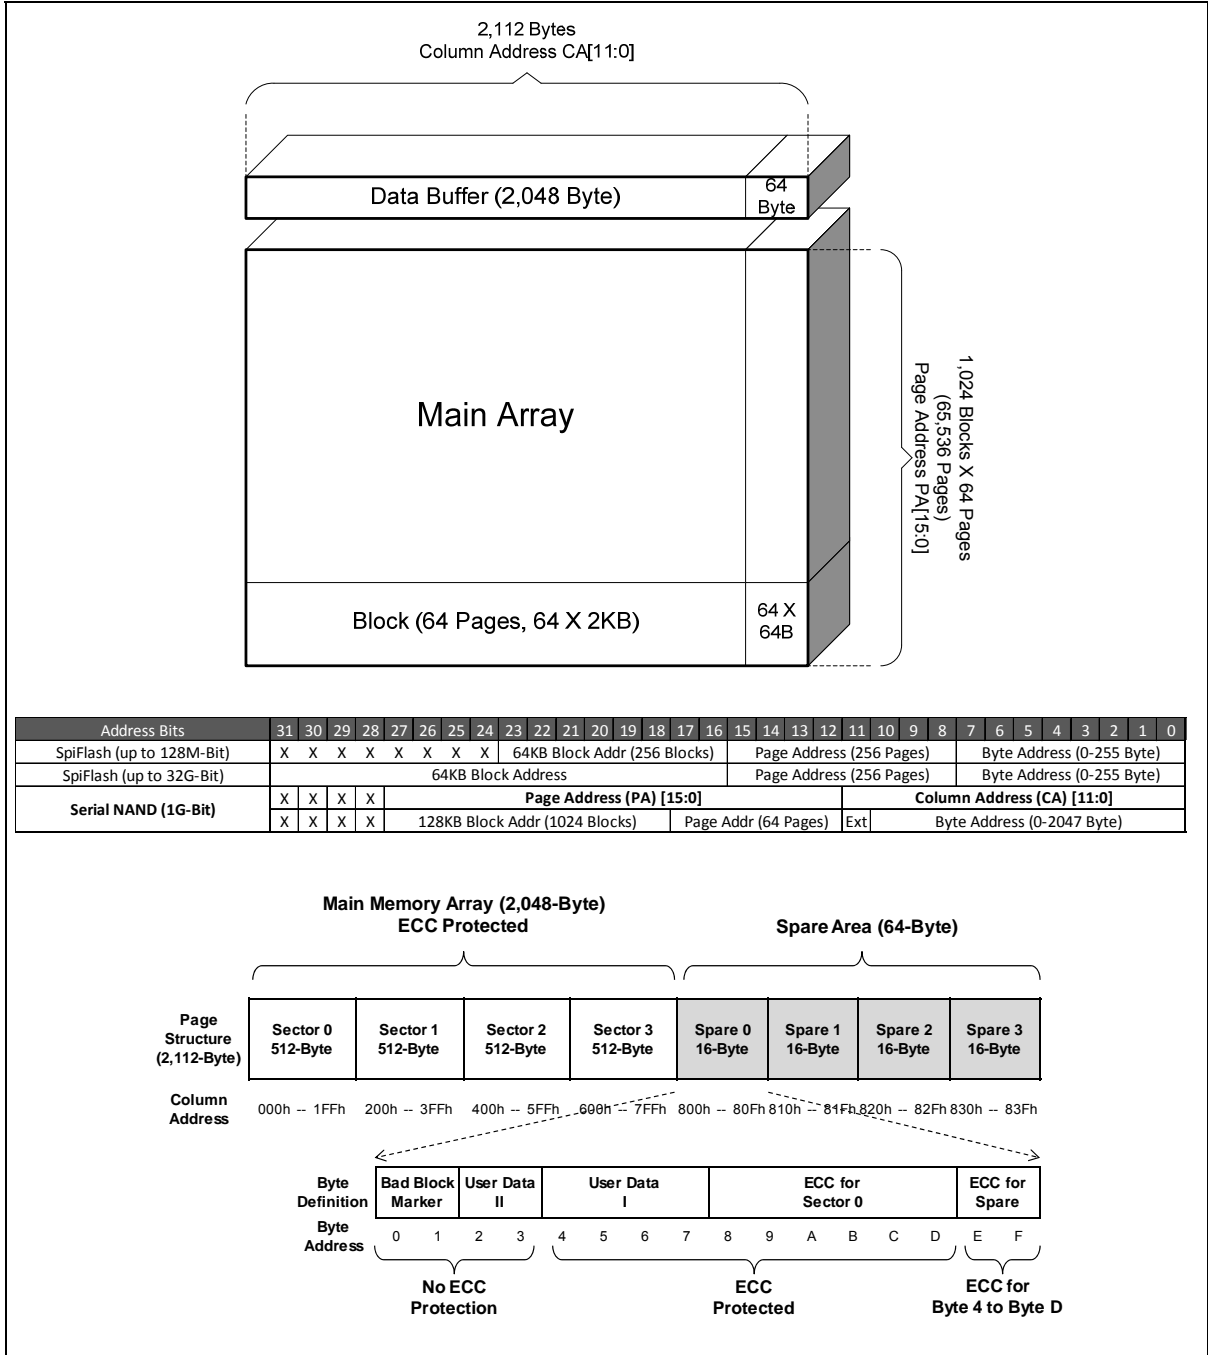 2,112 Bytes
Column Address CA[11:0]
Data Buffer (2,048 Byte)
64
Byte
Main Array
1,024 Blocks X 64 Pages
(65,536 Pages)
Page Address PA[15:0]
Block (64 Pages, 64 X 2KB)
64 X
64B
Address Bits 31 30 29 28 27 26 25 24 23 22 21 20 19 18 17 16 15 14 13 12 11 10 9 8 7 6 5 4 3 2 1 0
SpiFlash (up to 128M-Bit) X X X X X X X X 64KB Block Addr (256 Blocks) Page Address (256 Pages) Byte Address (0-255 Byte)
SpiFlash (up to 32G-Bit) 64KB Block Address Page Address (256 Pages) Byte Address (0-255 Byte)
Serial NAND (1G-Bit)
X X X X Page Address (PA) [15:0] Column Address (CA) [11:0]
X X X X 128KB Block Addr (1024 Blocks) Page Addr (64 Pages) Ext Byte Address (0-2047 Byte)
Main Memory Array (2,048-Byte)
ECC Protected
Spare Area (64-Byte)
Page
Structure
(2,112-Byte)
Sector 0
512-Byte
Sector 1
512-Byte
Sector 2
512-Byte
Sector 3
512-Byte
Spare 0
16-Byte
Spare 1
16-Byte
Spare 2
16-Byte
Spare 3
16-Byte
Column
Address
000h -- 1FFh 200h -- 3FFh 400h -- 5FFh 600h -- 7FFh 800h -- 80Fh 810h -- 81Fh 820h -- 82Fh 830h -- 83Fh
Byte
Definition
Bad Block
Marker
User Data
II
User Data
I
ECC for
Sector 0
ECC for
Spare
Byte
Address
0 1 2 3 4 5 6 7 8 9 A B C D E F
No ECC
Protection
ECC
Protected
ECC for
Byte 4 to Byte D